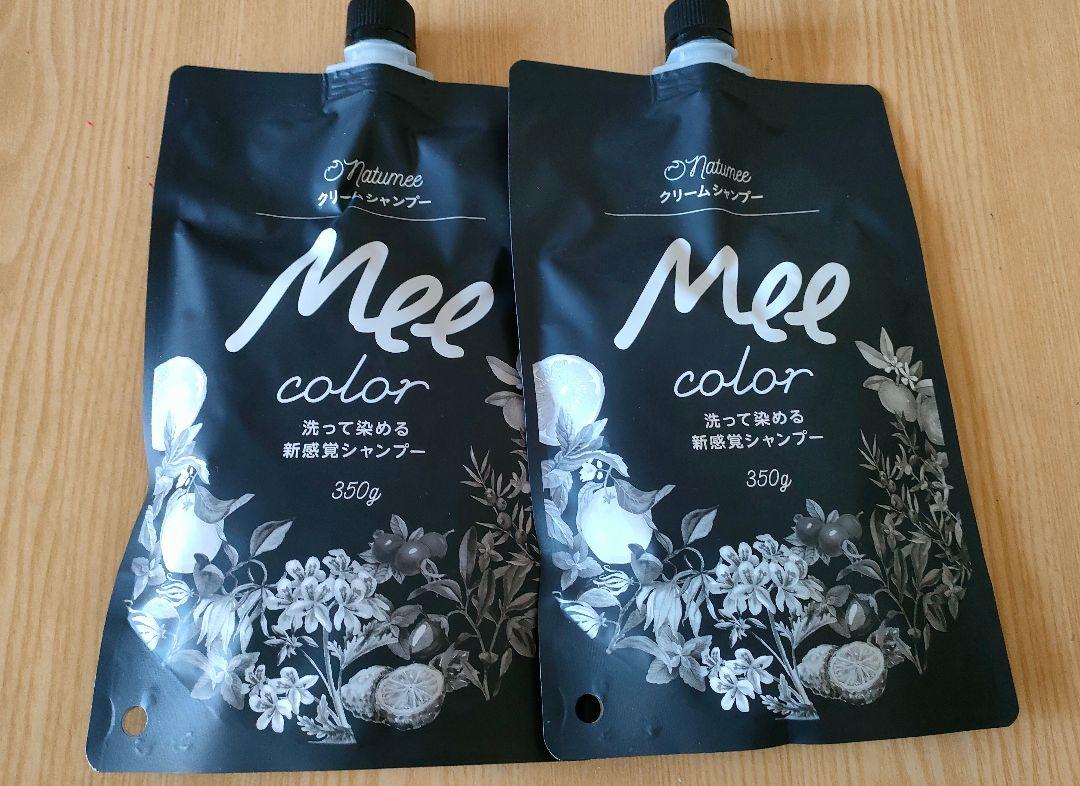 Natumee
クリームシャンプー
Mee
color
洗って染める
新感覚シャンプー
350g
Natumee
クリームシャンプー
Mee
color
洗って染める
新感覚シャンプー
350g